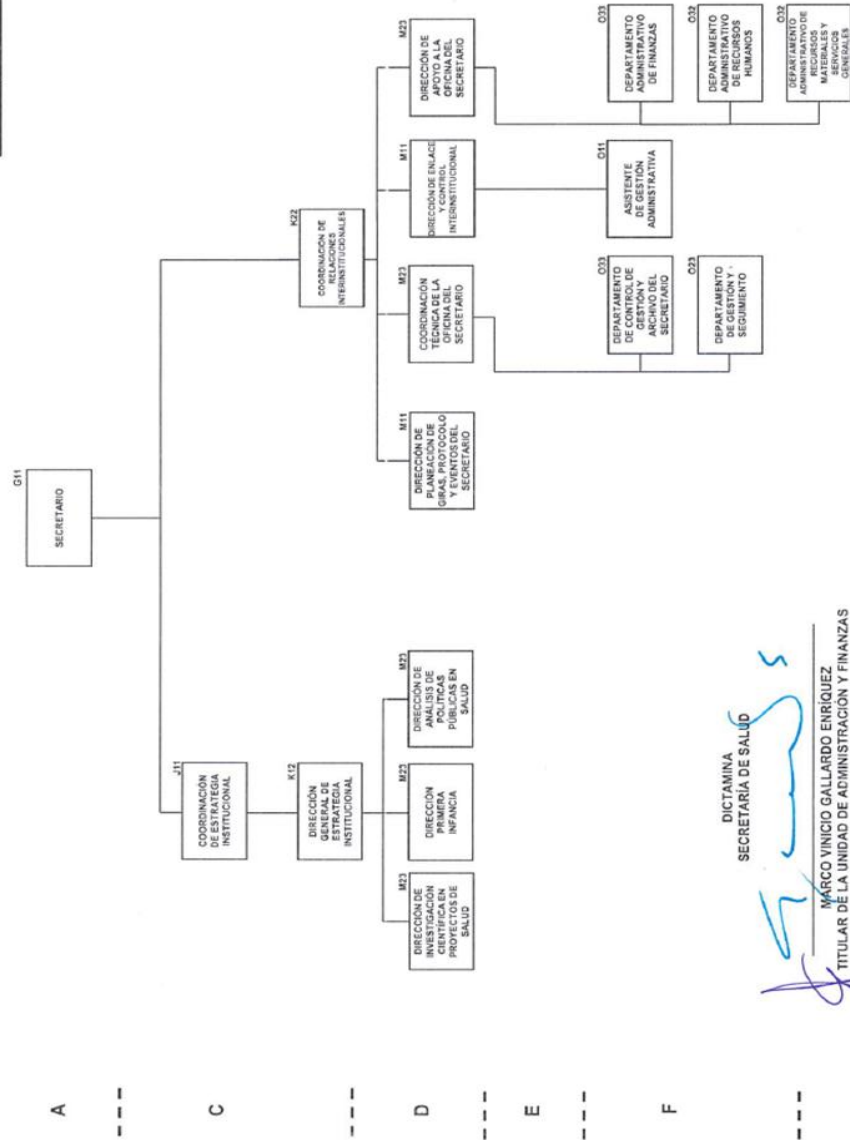 A
C
D
E
F
G11
SECRETARIO
J11
COORDINACIÓN
DE ESTRATEGIA
INSTITUCIONAL
K12
DIRECCIÓN
GENERAL DE
ESTRATEGIA
INSTITUCIONAL
M23
DIRECCIÓN DE
INVESTIGACIÓN
CIENTÍFICA EN
PROYECTOS DE
SALUD
M23
DIRECCIÓN
PRIMERA
INFANCIA
M23
DIRECCIÓN DE
ANÁLISIS DE
POLÍTICAS
PÚBLICAS EN
SALUD
K22
COORDINACIÓN DE
RELACIONES
INTERINSTITUCIONALES
M11
DIRECCIÓN DE
PLANEACIÓN DE
GIRAS, PROTOCOLO
Y EVENTOS DEL
SECRETARIO
M23
COORDINACIÓN
TÉCNICA DE LA
OFICINA DEL
SECRETARIO
M11
DIRECCIÓN DE ENLACE
Y CONTROL
INTERINSTITUCIONAL
M23
DIRECCIÓN DE
APOYO A LA
OFICINA DEL
SECRETARIO
O33
DEPARTAMENTO
DE CONTROL DE
GESTIÓN Y
ARCHIVO DEL
SECRETARIO
O23
DEPARTAMENTO
DE GESTIÓN Y
SEGUIMIENTO
O11
ASISTENTE
DE GESTIÓN
ADMINISTRATIVA
O33
DEPARTAMENTO
ADMINISTRATIVO
DE FINANZAS
O32
DEPARTAMENTO
ADMINISTRATIVO
DE RECURSOS
HUMANOS
O32
DEPARTAMENTO
ADMINISTRATIVO DE
RECURSOS
MATERIALES Y
SERVICIOS
GENERALES
DICTAMINA
SECRETARÍA DE SALUD
MARCO VINICIO GALLARDO ENRÍQUEZ
TITULAR DE LA UNIDAD DE ADMINISTRACIÓN Y FINANZAS